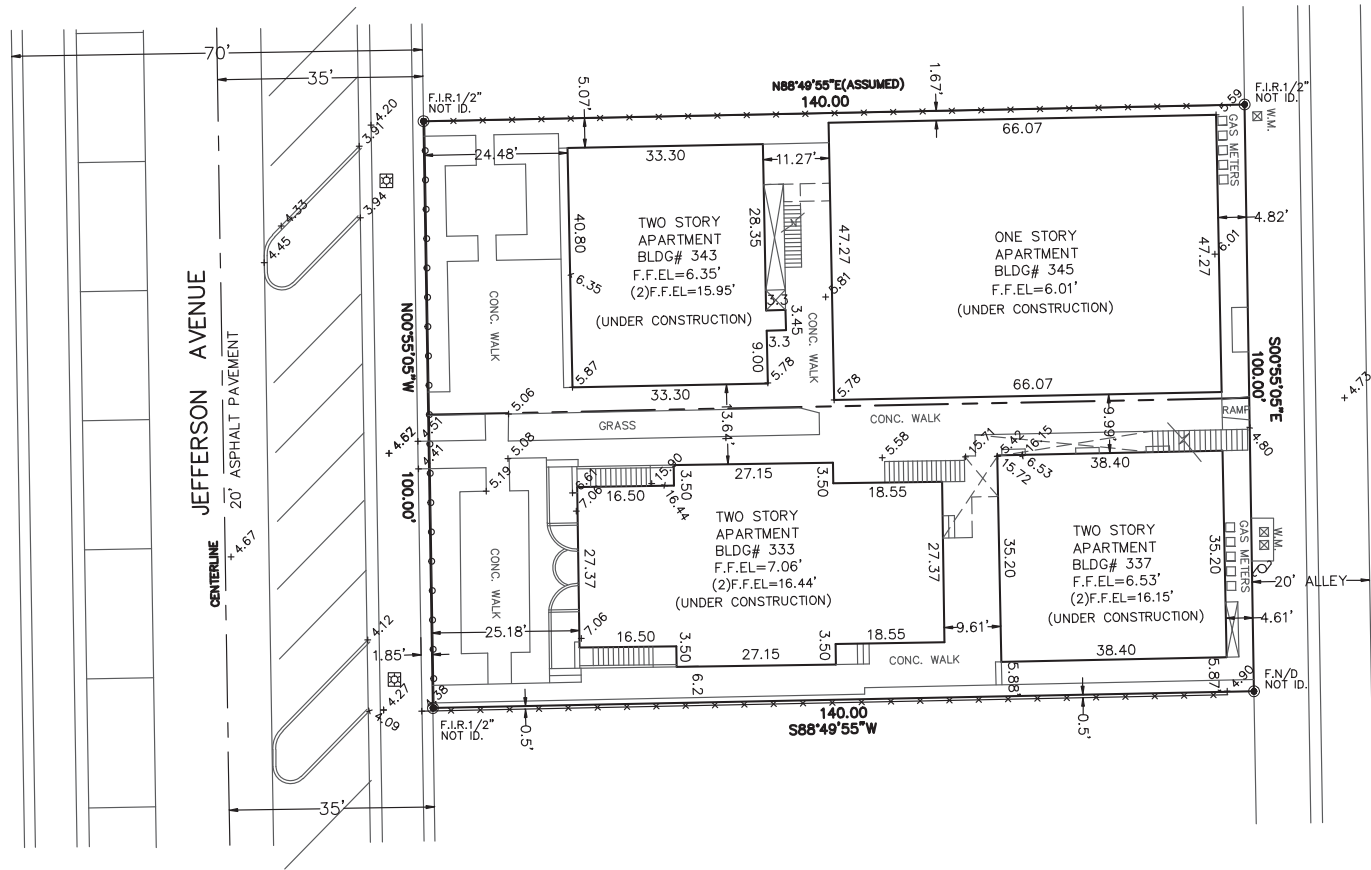 70'
35'
4.20
3.91
F.I.R.1/2"
NOT ID.
5.07'
N88°49'55"E(ASSUMED)
140.00
1.67'
5.59
F.I.R.1/2"
NOT ID.
W.M.
GAS METERS
66.07
24.48'
33.30
11.27'
3.94
4.33
4.45
40.80
28.35
TWO STORY
APARTMENT
BLDG# 343
F.F.EL=6.35'
(2)F.F.EL=15.95'
(UNDER CONSTRUCTION)
6.35
47.27
ONE STORY
APARTMENT
BLDG# 345
F.F.EL=6.01'
(UNDER CONSTRUCTION)
47.27
4.82'
6.01
5.81
3.3
3.45
3.3
9.00
5.78
CONC. WALK
CONC. WALK
N00°55'05"W
100.00'
JEFFERSON AVENUE
20' ASPHALT PAVEMENT
CENTERLINE
4.67
5.87
33.30
5.78
66.07
S00°55'05"E
100.00'
4.73
5.06
4.51
4.62
4.41
GRASS
13.64'
CONC. WALK
9.99'
RAMP
4.80
5.08
5.19
5.58
15.71
5.42
16.15
6.53
15.72
38.40
6.61
7.06
16.50
15.90
16.44
3.50
27.15
3.50
18.55
CONC. WALK
27.37
TWO STORY
APARTMENT
BLDG# 333
F.F.EL=7.06'
(2)F.F.EL=16.44'
(UNDER CONSTRUCTION)
27.37
35.20
TWO STORY
APARTMENT
BLDG# 337
F.F.EL=6.53'
(2)F.F.EL=16.15'
(UNDER CONSTRUCTION)
35.20
GAS METERS
W.M.
20' ALLEY
4.12
1.85'
25.18'
7.06
16.50
3.50
27.15
3.50
18.55
9.61'
38.40
4.61'
CONC. WALK
5.88'
5.87'
4.90
F.N/D
NOT ID.
4.27
4.09
.38
6.2
F.I.R.1/2"
NOT ID.
0.5'
140.00
S88°49'55"W
0.5'
35'